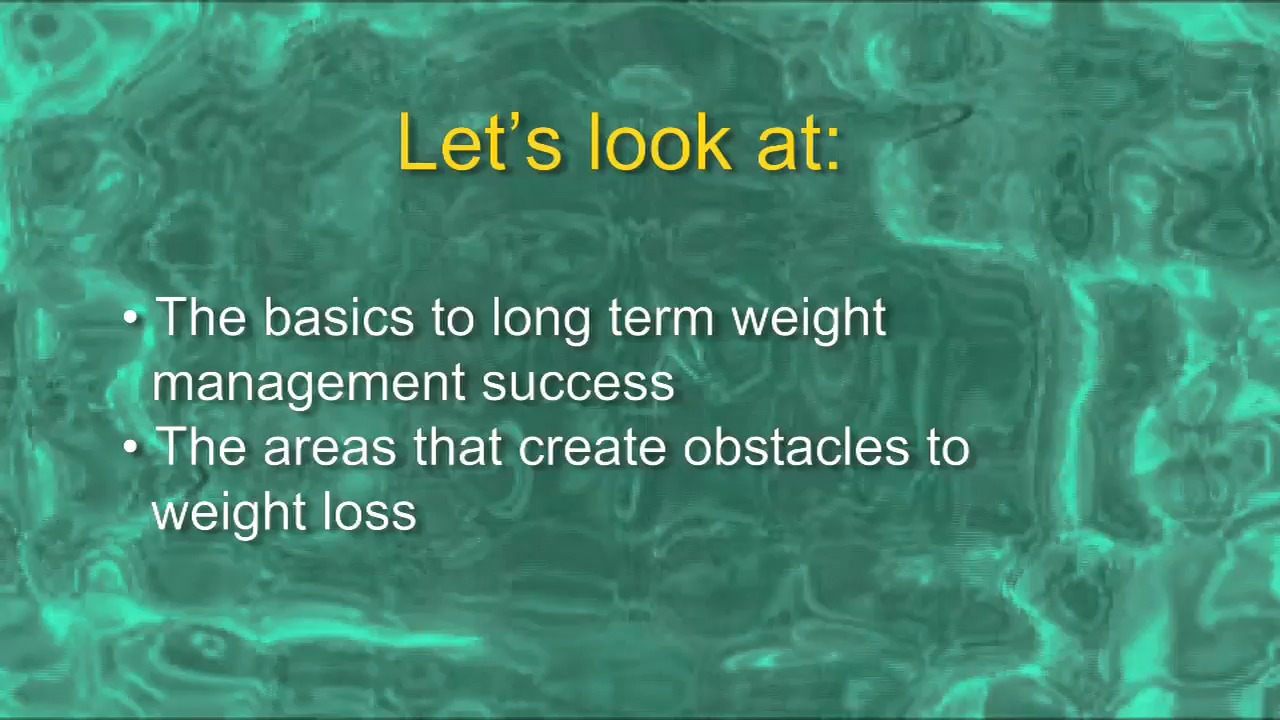 Let’s look at:
• The basics to long term weight
management success
• The areas that create obstacles to
weight loss